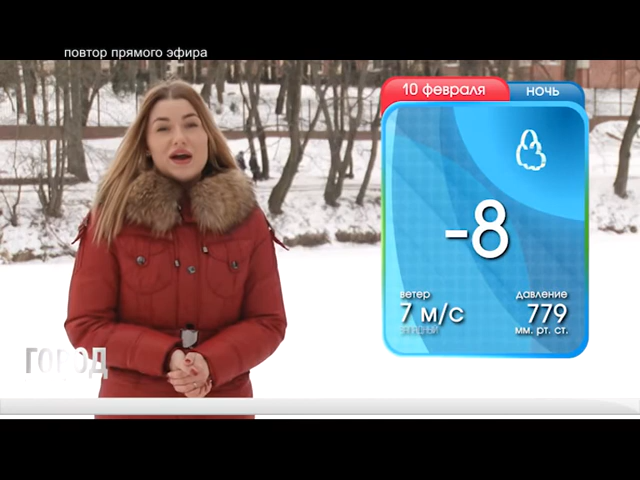 повтор прямого эфира
10 февраля
ночь
-8
ветер
7 м/с
давление
779
мм. рт. ст.
ГОРОД